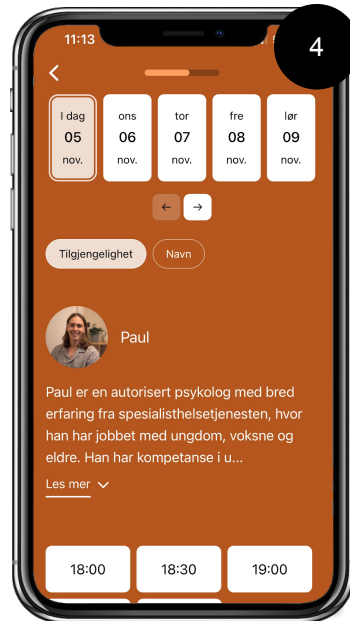 11:13
4
I dag ons tor fre lør
05 06 07 08 09
nov. nov. nov. nov. nov.
← →
Tilgjengelighet Navn
Paul
Paul er en autorisert psykolog med bred
erfaring fra spesialisthelsetjenesten, hvor
han har jobbet med ungdom, voksne og
eldre. Han har kompetanse i u...
Les mer
18:00 18:30 19:00